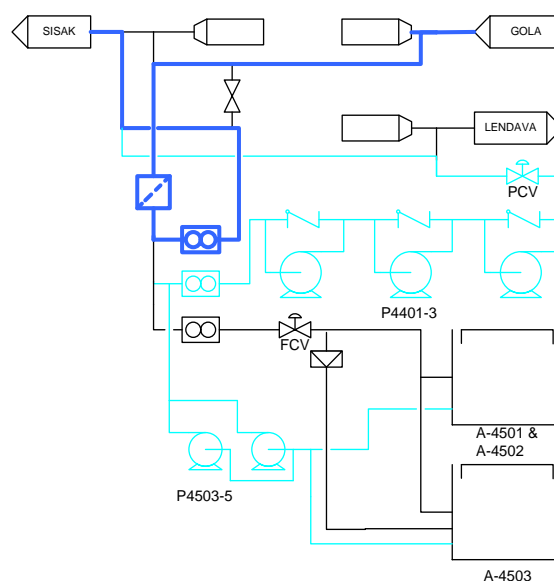 SISAK
GOLA
LENDAVA
PCV
P4401-3
FCV
A-4501 &
A-4502
P4503-5
A-4503